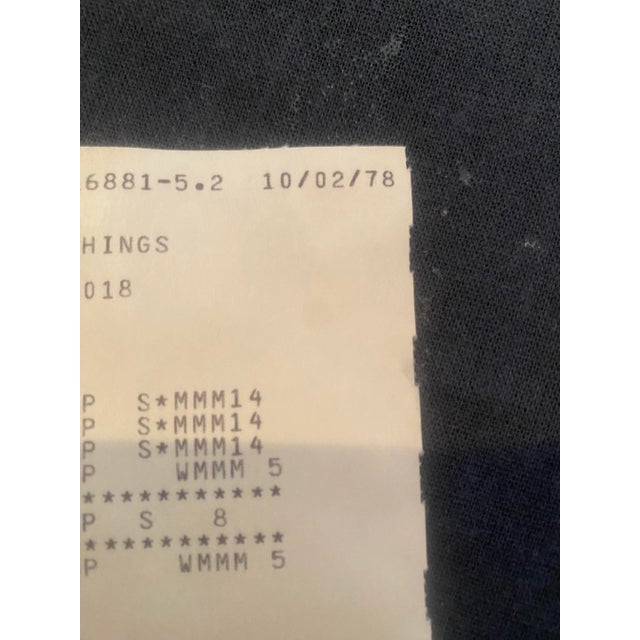 6881-5.2 10/02/78
HINGS
018
P S*MMM14
P S*MMM14
P S*MMM14
P WMMM 5
***********
P S 8
***********
P WMMM 5